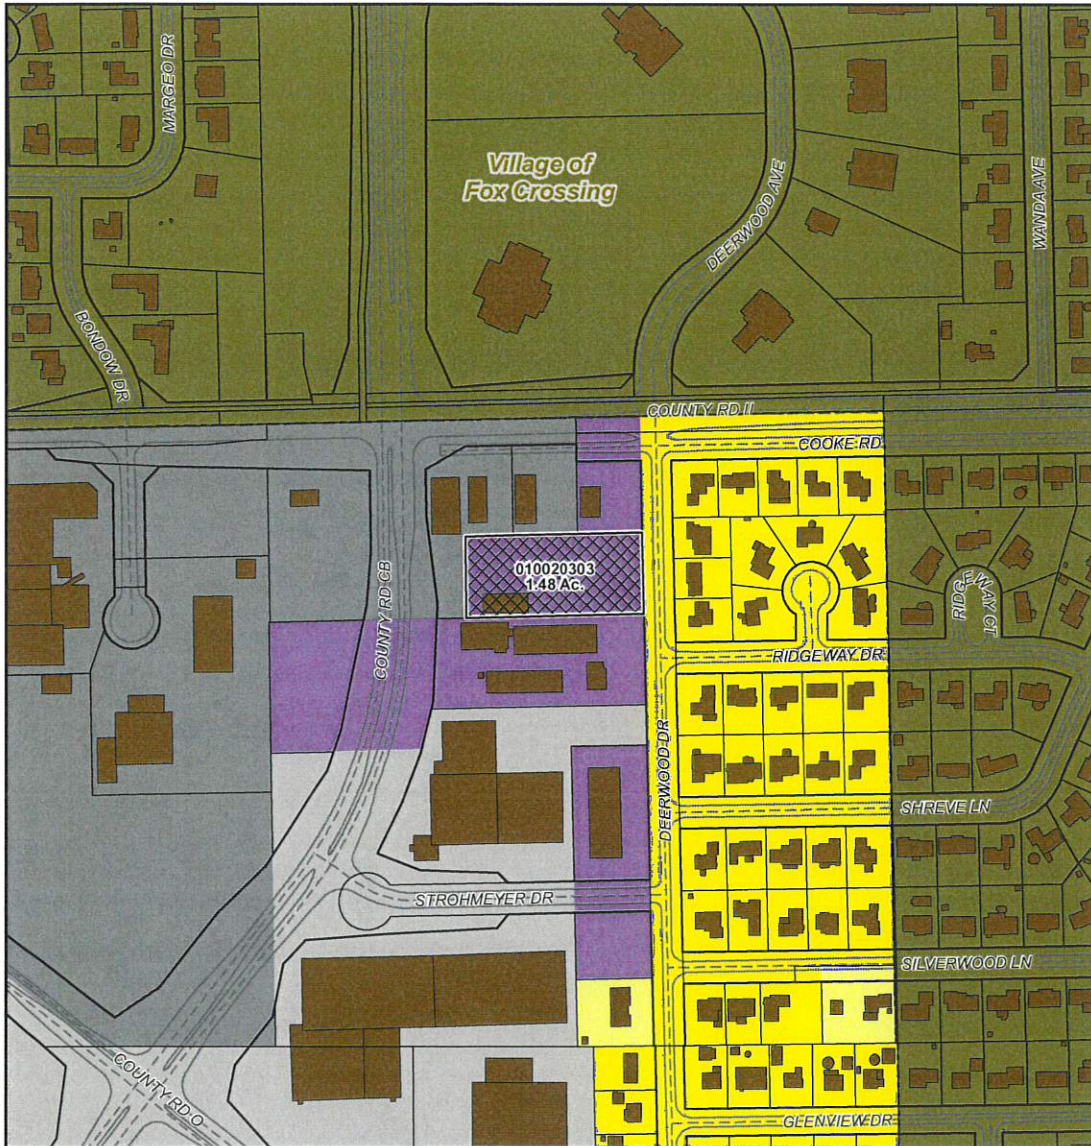 MARGEO DR
Village of
Fox Crossing
DEERWOOD AVE
WANDA AVE
BONDOW DR
COUNTY RD II
COOKE RD
010020303
1.48 Ac.
COUNTY RD CB
RIDGEWAY CT
RIDGEWAY DR
DEERWOOD DR
SHREVE LN
STROHMEYER DR
SILVERWOOD LN
COUNTY RD O
GLENVIEW DR